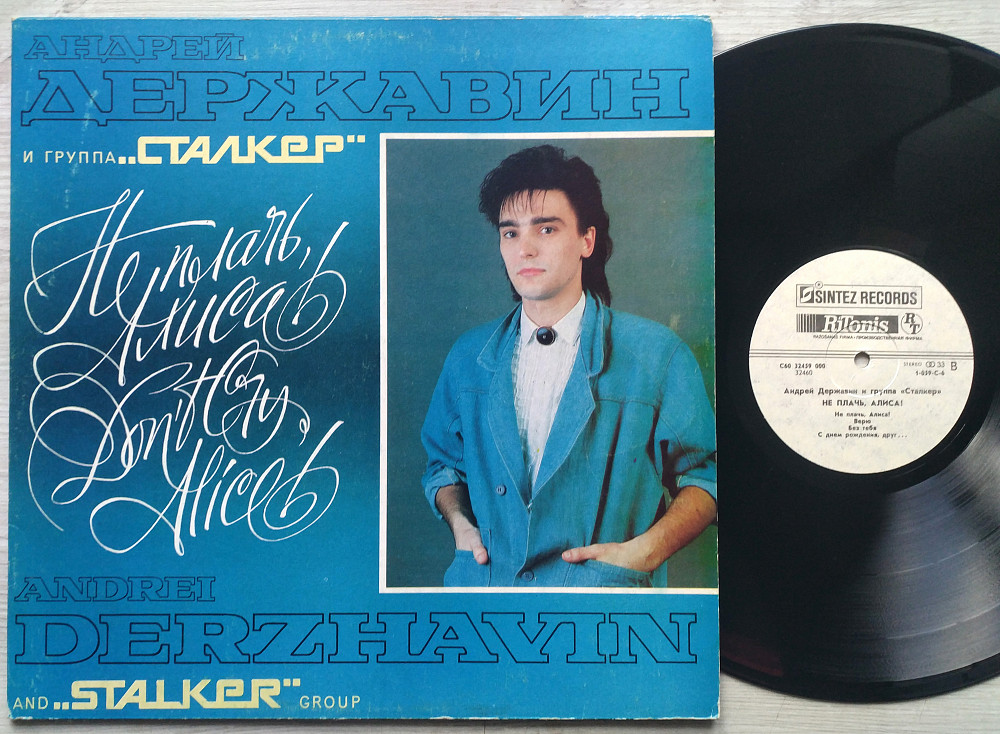 АНДРЕЙ
ДЕРЖАВИН
И ГРУППА „СТАЛКЕР"
Не плачь,
Алиса!
Don't Cry,
Alice!
ANDREI
DERZHAVIN
AND „STALKER" GROUP
SINTEZ RECORDS
RiTonis RT
С60 32459 000
32460
STEREO 33 B
1-039-C-6
Андрей Державин и группа «Сталкер»
НЕ ПЛАЧЬ, АЛИСА!
Не плачь, Алиса!
Верю
Без тебя
С днем рождения, друг...